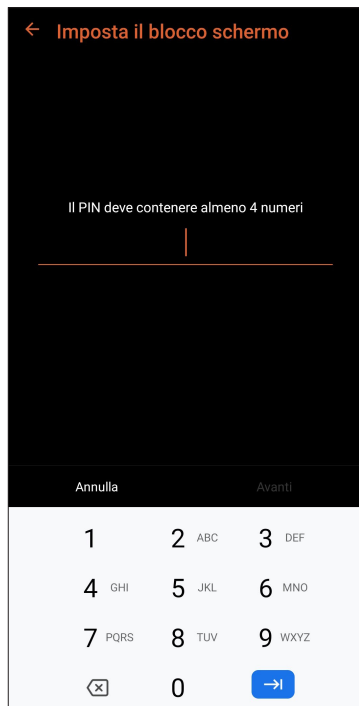 Imposta il blocco schermo
Il PIN deve contenere almeno 4 numeri
Annulla Avanti
1 2 ABC 3 DEF
4 GHI 5 JKL 6 MNO
7 PQRS 8 TUV 9 WXYZ
0